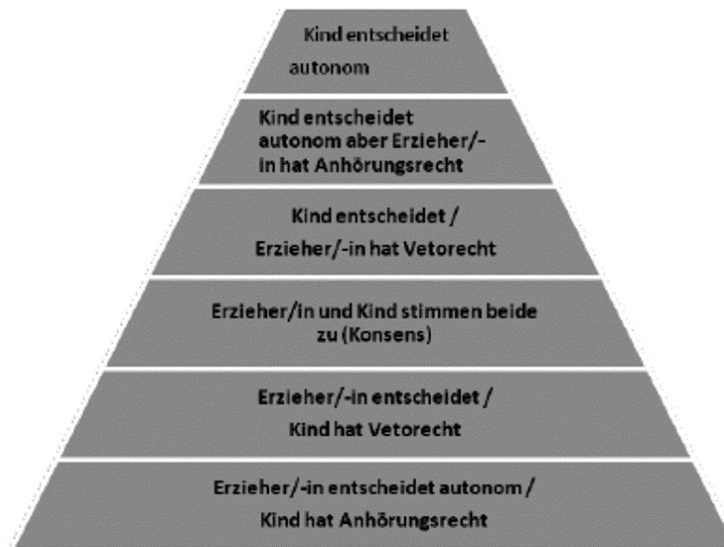 Kind entscheidet
autonom
Kind entscheidet
autonom aber Erzieher/-
in hat Anhörungsrecht
Kind entscheidet /
Erzieher/-in hat Vetorecht
Erzieher/in und Kind stimmen beide
zu (Konsens)
Erzieher/-in entscheidet /
Kind hat Vetorecht
Erzieher/-in entscheidet autonom /
Kind hat Anhörungsrecht